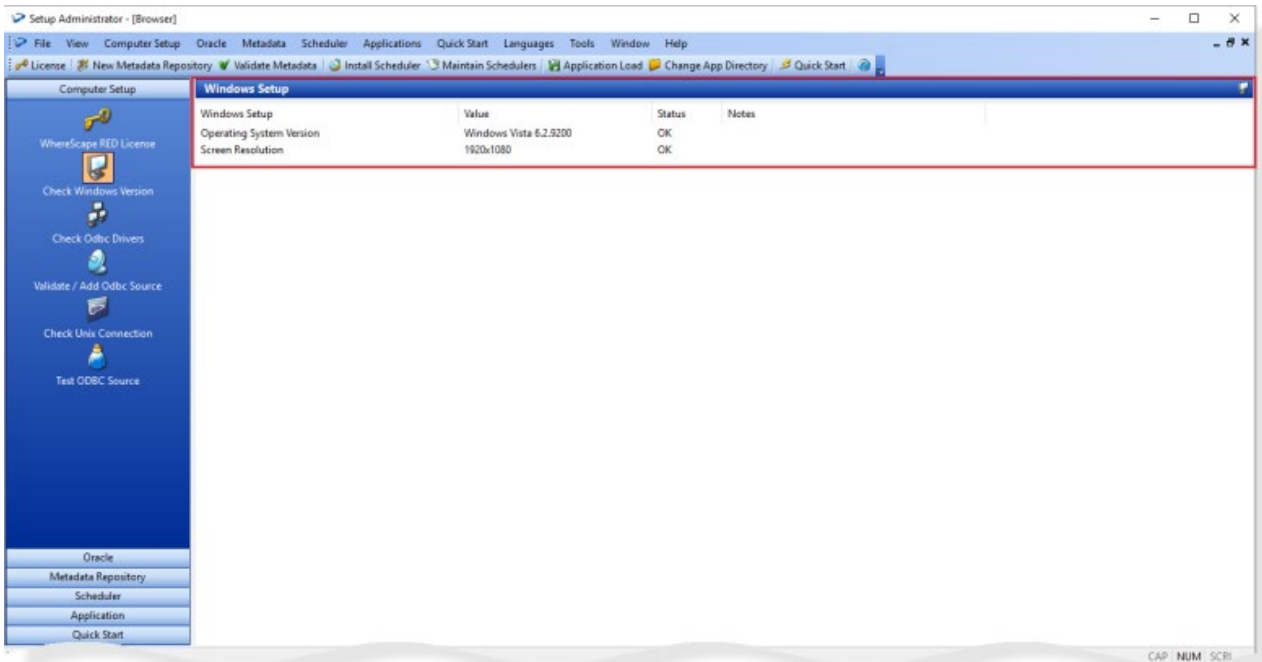 Setup Administrator - [Browser]
File View Computer Setup Oracle Metadata Scheduler Applications Quick Start Languages Tools Window Help
License New Metadata Repository Validate Metadata Install Scheduler Maintain Schedulers Application Load Change App Directory Quick Start
Computer Setup
WhereScape RED License
Check Windows Version
Check Odbc Drivers
Validate / Add Odbc Source
Check Unix Connection
Test ODBC Source
Oracle
Metadata Repository
Scheduler
Application
Quick Start
Windows Setup
Windows Setup Value Status Notes
Operating System Version Windows Vista 6.2.9200 OK
Screen Resolution 1920x1080 OK
CAP NUM SCRL